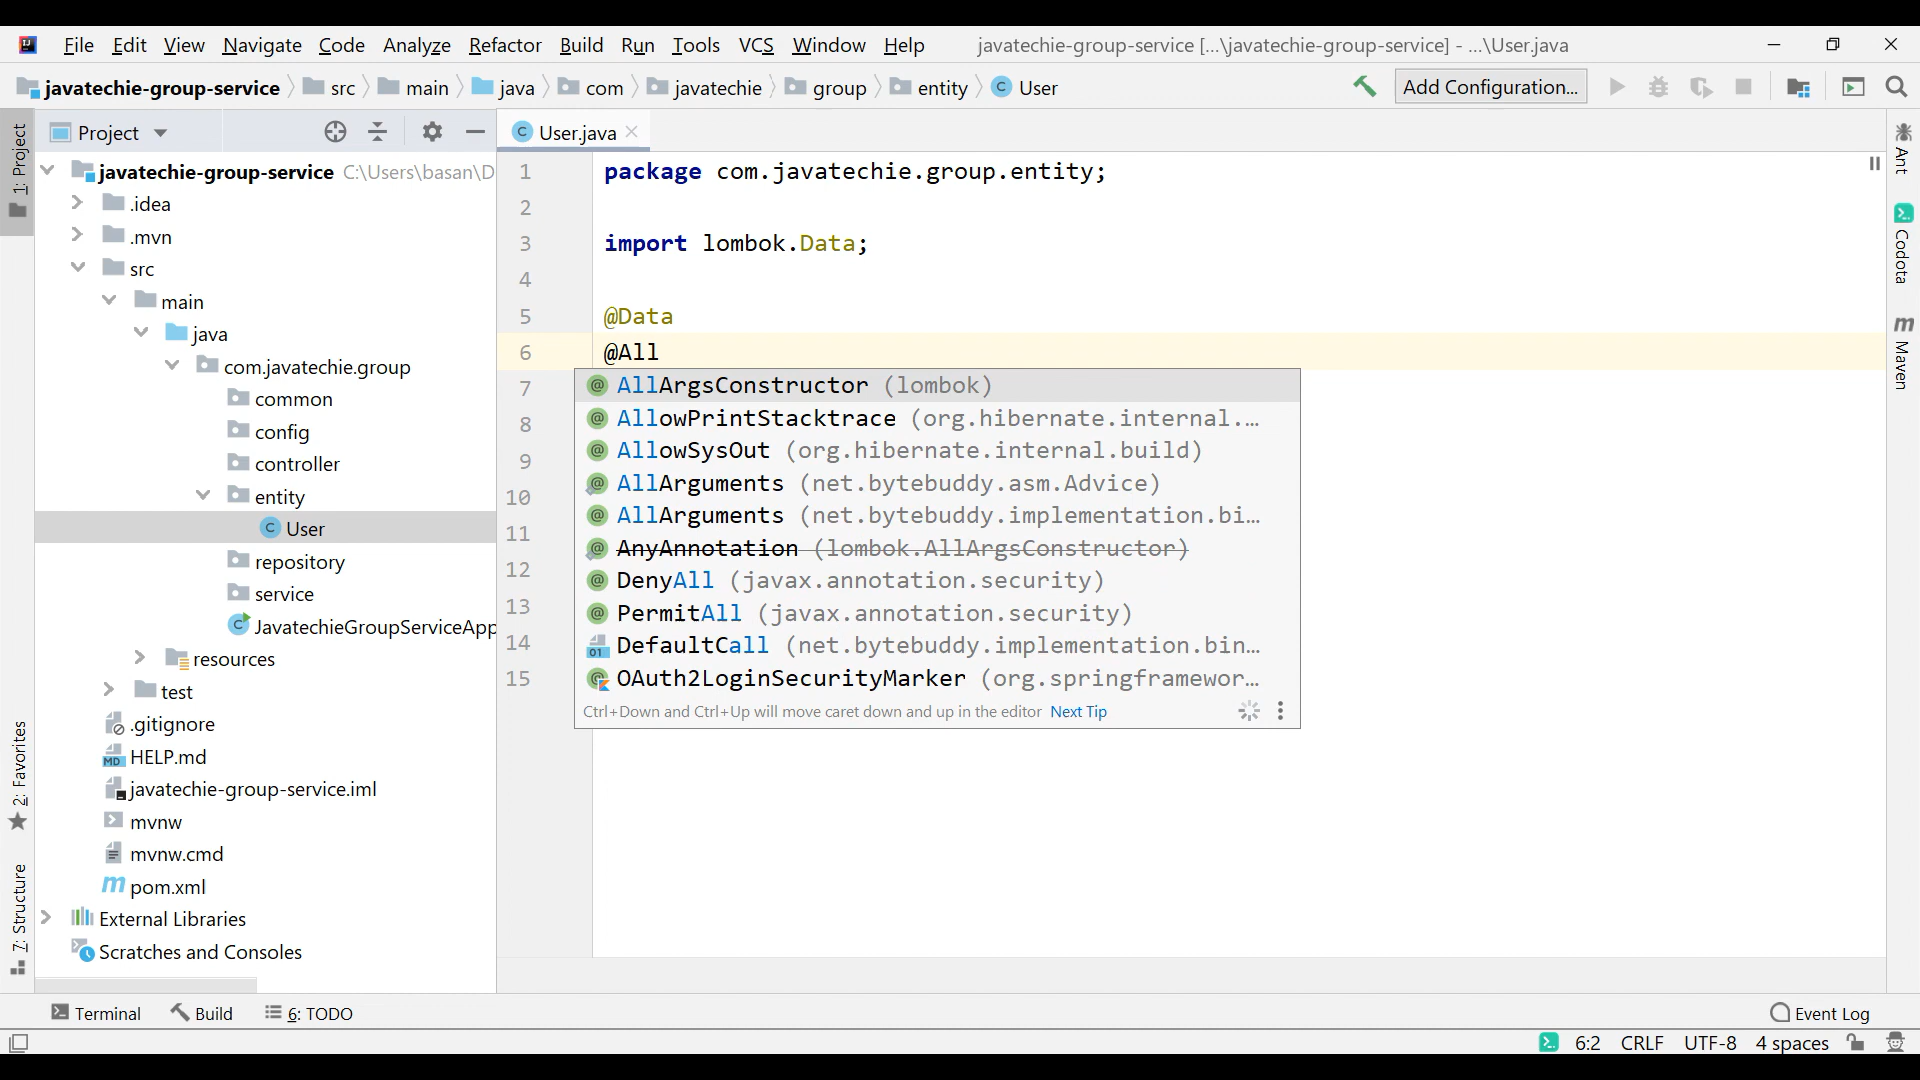 File Edit View Navigate Code Analyze Refactor Build Run Tools VCS Window Help javatechie-group-service [...\javatechie-group-service] - ...\User.java
javatechie-group-service src main java com javatechie group entity User Add Configuration...
1: Project
2: Favorites
7: Structure
Project
javatechie-group-service C:\Users\basan\D
.idea
.mvn
src
main
java
com.javatechie.group
common
config
controller
entity
User
repository
service
JavatechieGroupServiceApp
resources
test
.gitignore
HELP.md
javatechie-group-service.iml
mvnw
mvnw.cmd
pom.xml
External Libraries
Scratches and Consoles
User.java
1 package com.javatechie.group.entity;
2
3 import lombok.Data;
4
5 @Data
6 @All
7
8
9
10
11
12
13
14
15
AllArgsConstructor (lombok)
AllowPrintStacktrace (org.hibernate.internal.…
AllowSysOut (org.hibernate.internal.build)
AllArguments (net.bytebuddy.asm.Advice)
AllArguments (net.bytebuddy.implementation.bi…
AnyAnnotation (lombok.AllArgsConstructor)
DenyAll (javax.annotation.security)
PermitAll (javax.annotation.security)
DefaultCall (net.bytebuddy.implementation.bin…
OAuth2LoginSecurityMarker (org.springframewor…
Ctrl+Down and Ctrl+Up will move caret down and up in the editor Next Tip
Ant
Codota
Maven
Terminal Build 6: TODO Event Log
6:2 CRLF UTF-8 4 spaces